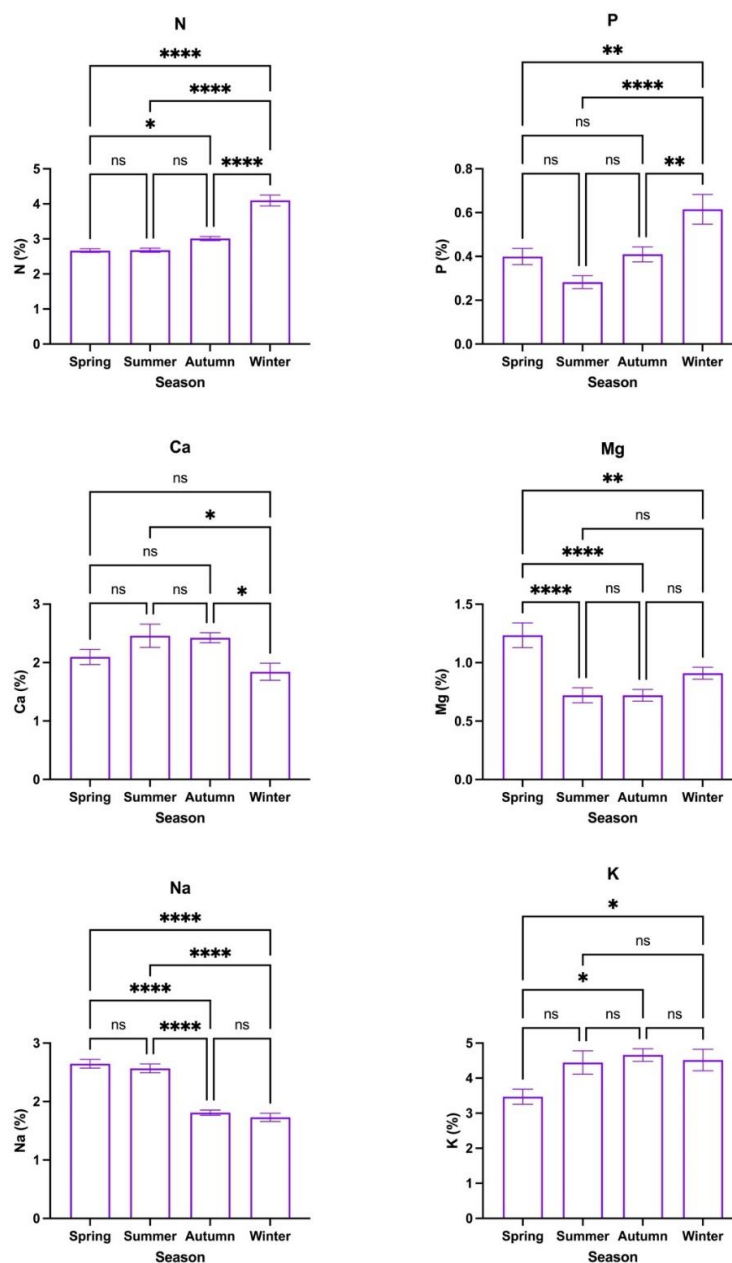 N
****
****
*
ns
ns
****
5
4
3
2
1
0
N (%)
Spring
Summer
Autumn
Winter
Season
P
**
****
ns
ns
ns
**
0.8
0.6
0.4
0.2
0.0
P (%)
Spring
Summer
Autumn
Winter
Season
Ca
ns
*
ns
ns
ns
*
3
2
1
0
Ca (%)
Spring
Summer
Autumn
Winter
Season
Mg
**
ns
****
****
ns
ns
1.5
1.0
0.5
0.0
Mg (%)
Spring
Summer
Autumn
Winter
Season
Na
****
****
****
ns
****
ns
3
2
1
0
Na (%)
Spring
Summer
Autumn
Winter
Season
K
*
ns
*
ns
ns
ns
5
4
3
2
1
0
K (%)
Spring
Summer
Autumn
Winter
Season